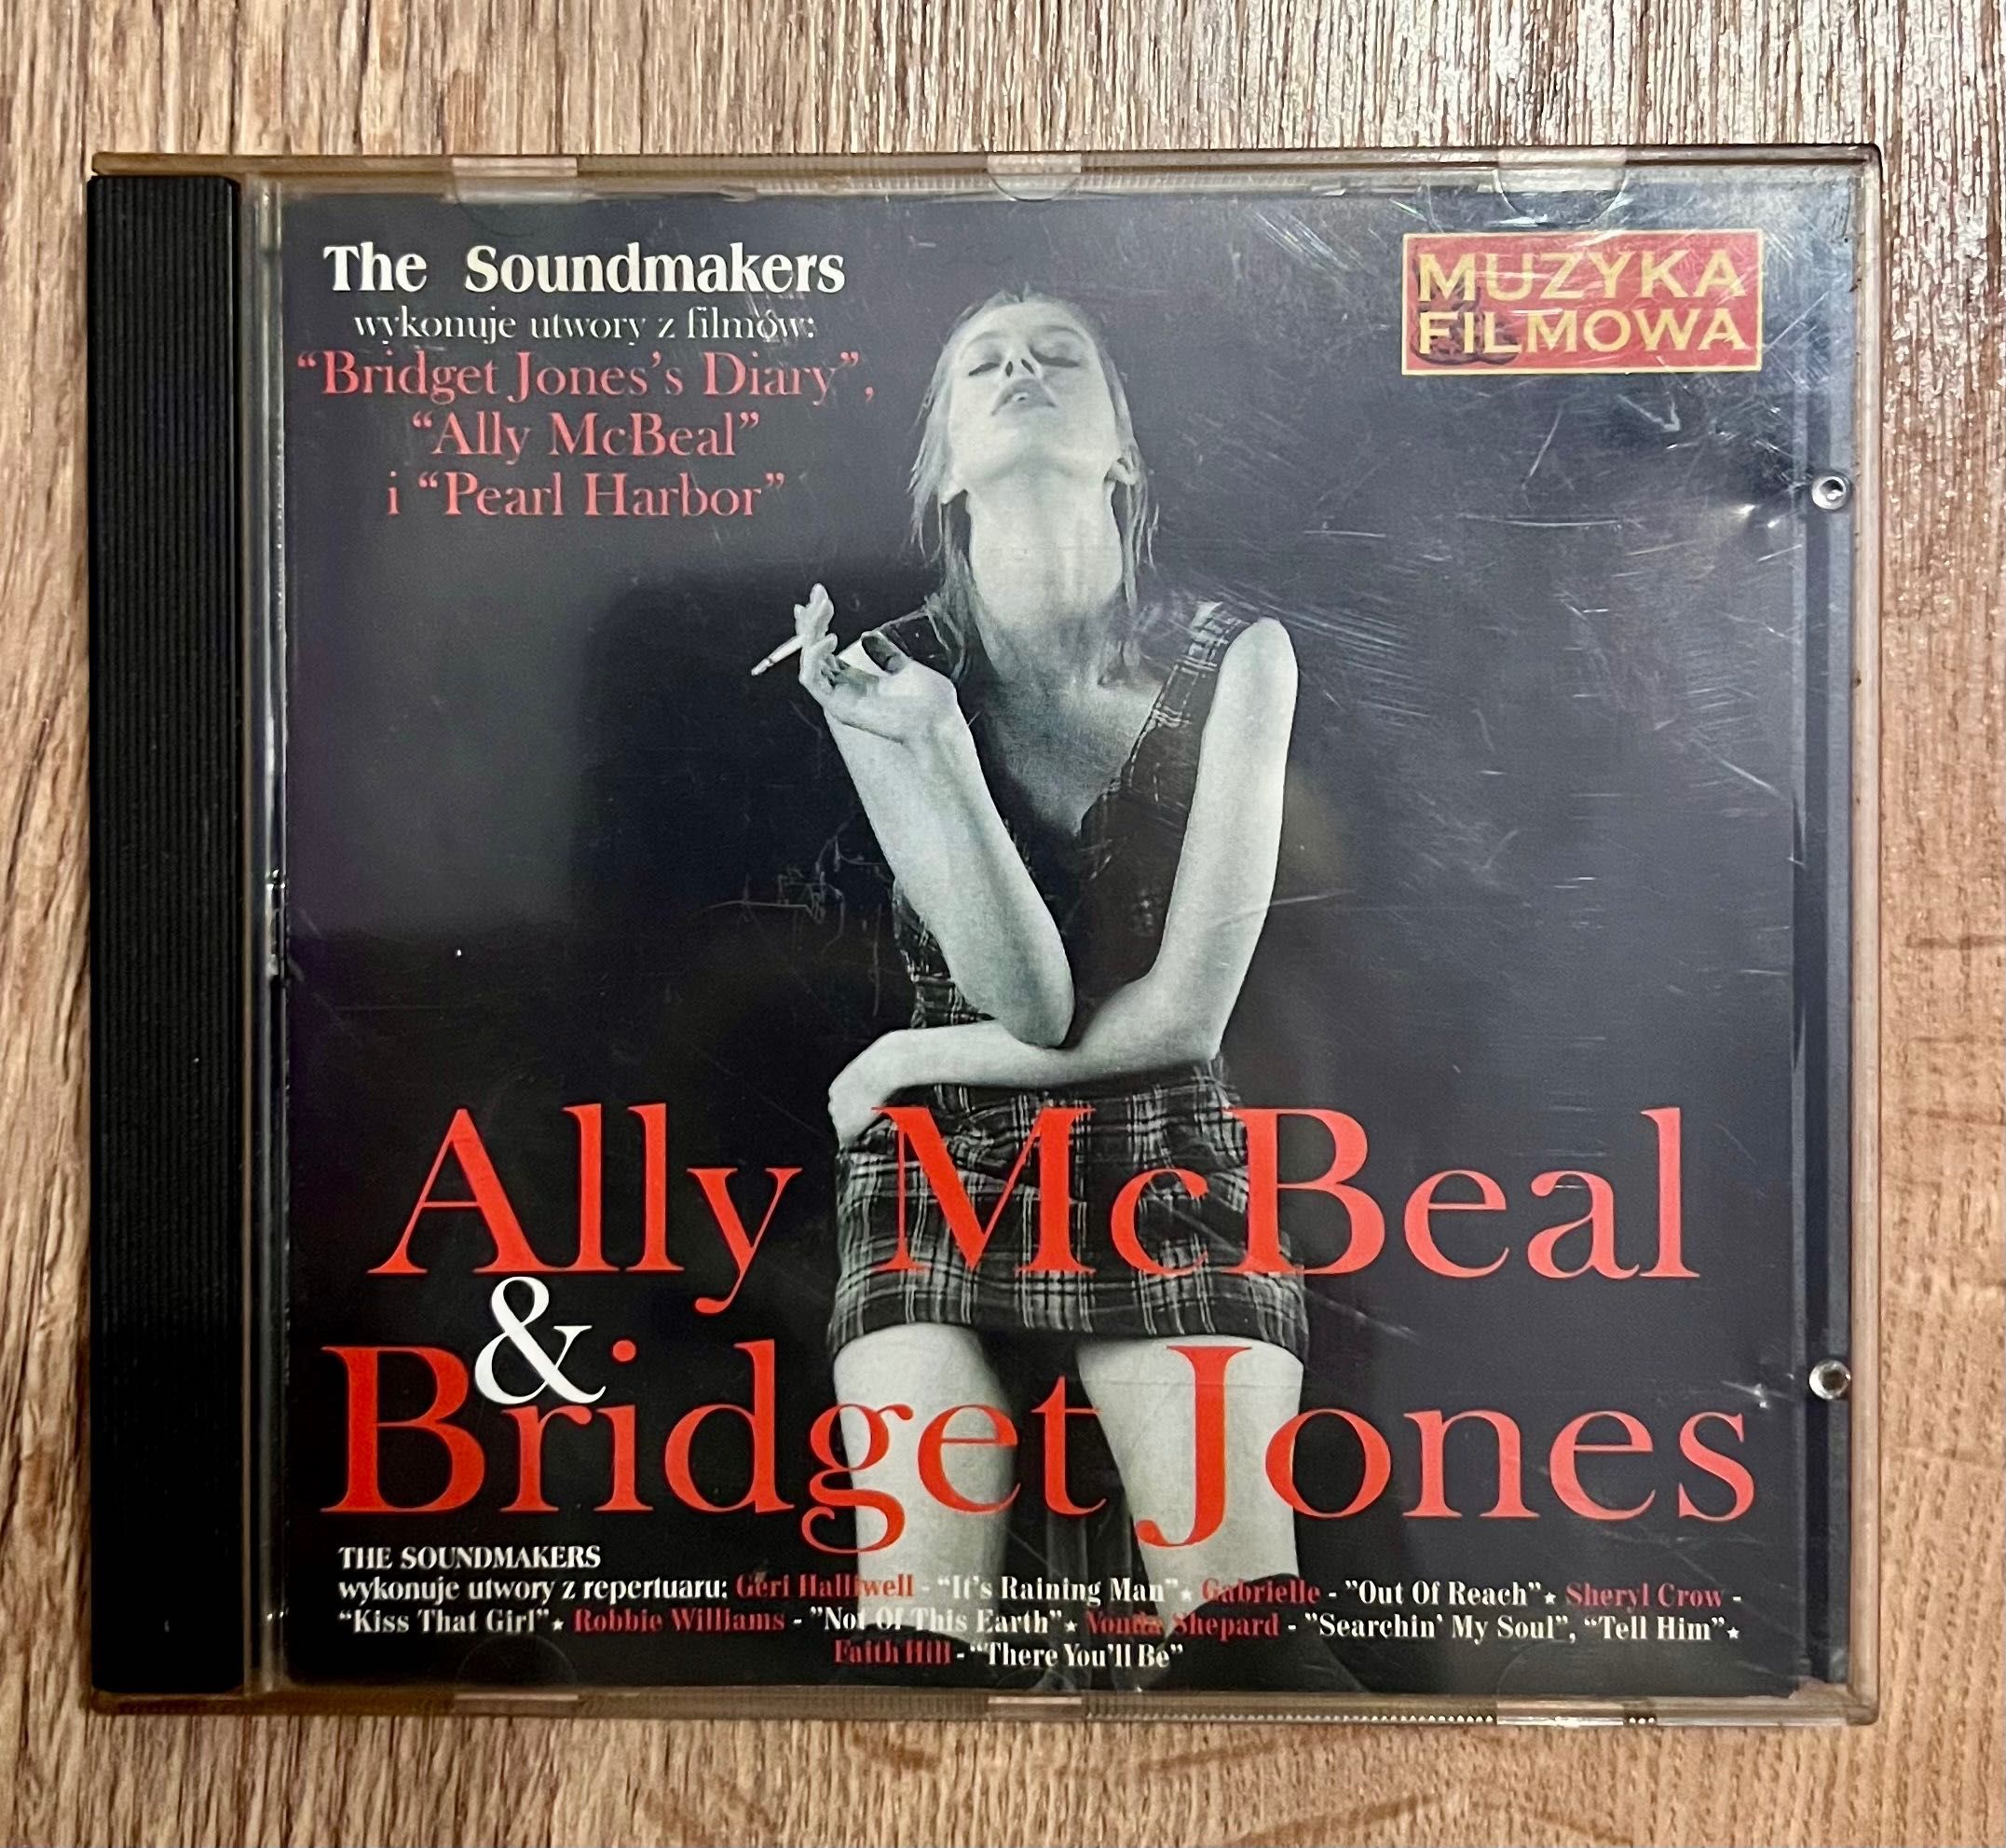 The Soundmakers
wykonuje utwory z filmów:
“Bridget Jones’s Diary”,
“Ally McBeal”
i “Pearl Harbor”
MUZYKA
FILMOWA
Ally McBeal
&
Bridget Jones
THE SOUNDMAKERS
wykonuje utwory z repertuaru: Geri Halliwell - “It’s Raining Man”★ Gabrielle - ”Out Of Reach”★ Sheryl Crow -
“Kiss That Girl”★ Robbie Williams - ”Not Of This Earth”★ Vonda Shepard - ”Searchin’ My Soul”, “Tell Him”★
Faith Hill - “There You’ll Be”